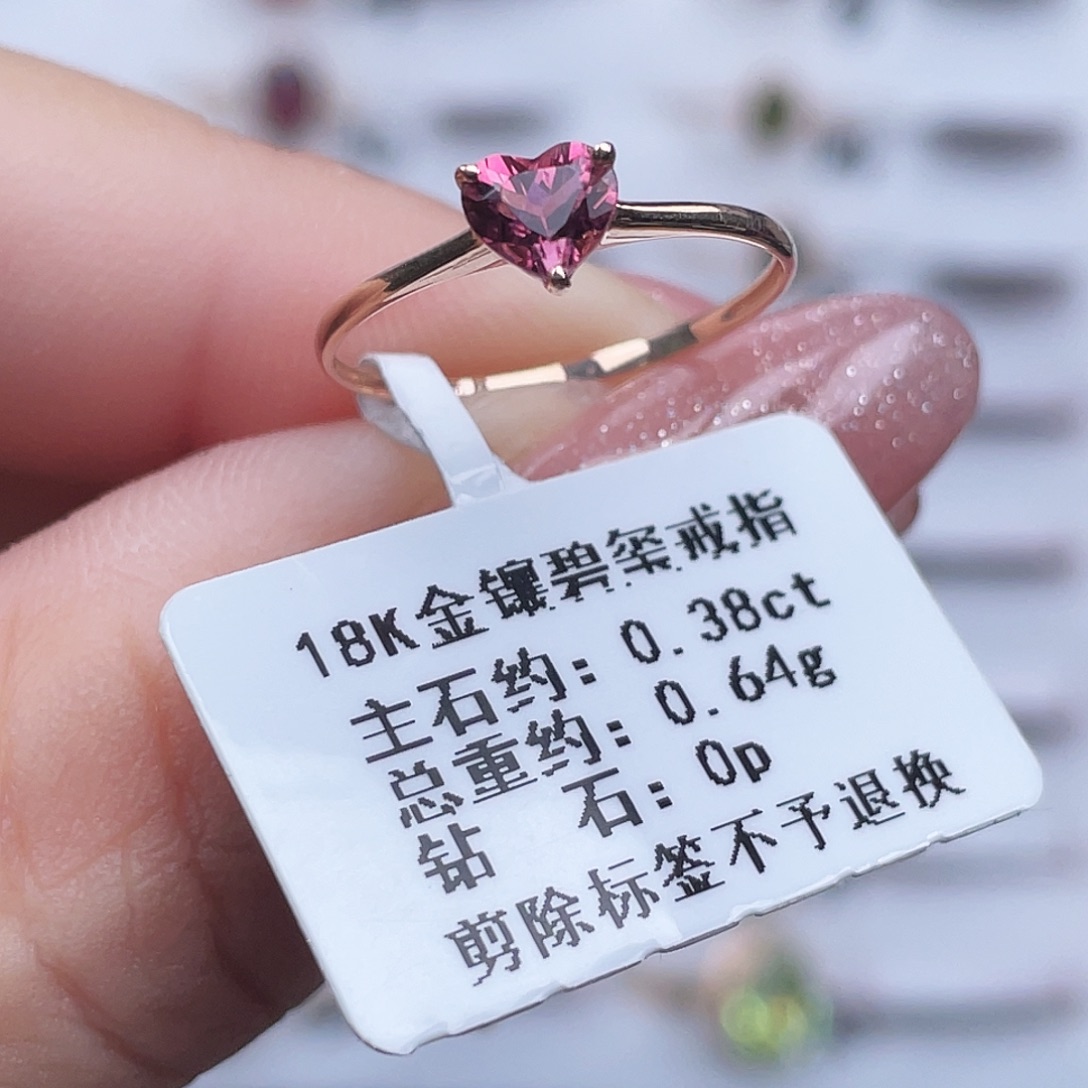 18K金镶碧玺戒指
主石约: 0.38ct
总重约: 0.64g
钻 石: 0p
剪除标签不予退换